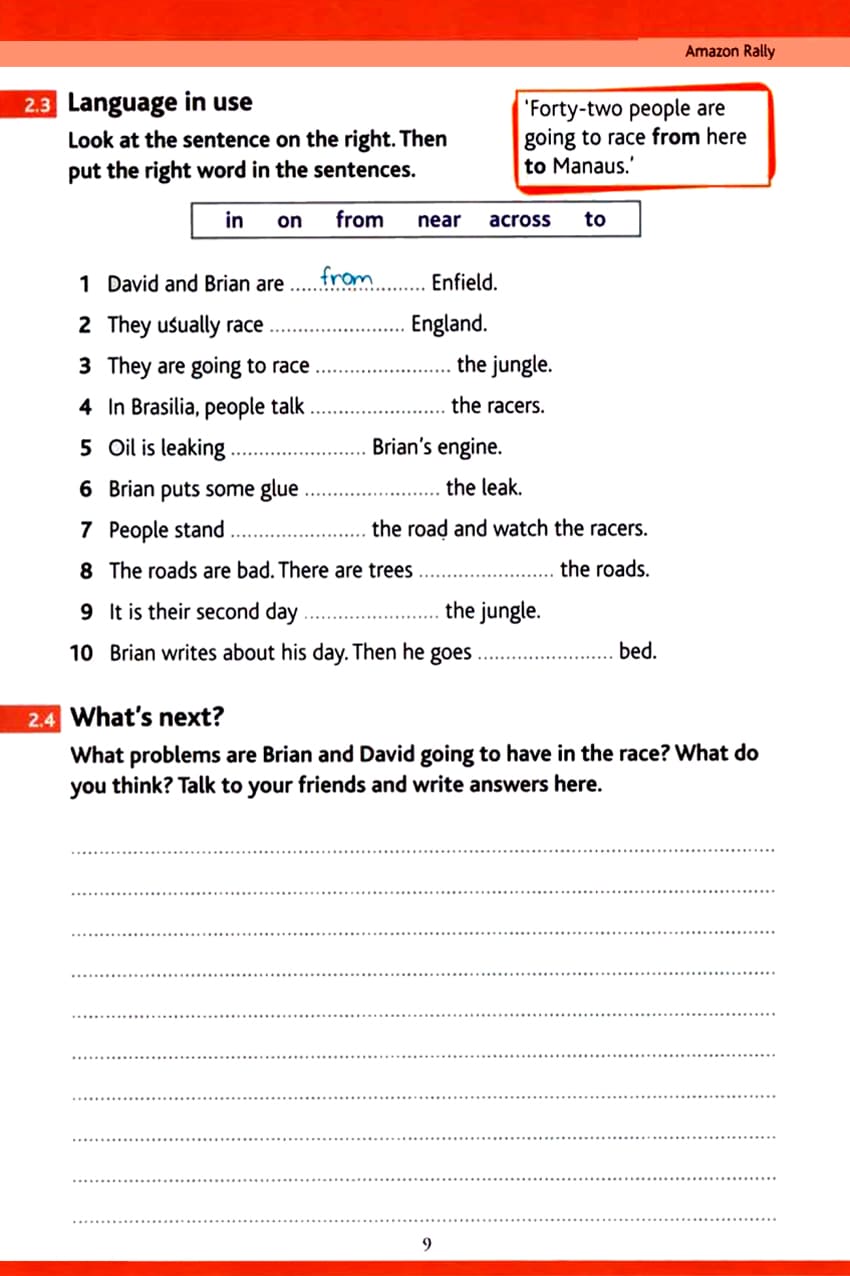 Amazon Rally
2.3 Language in use
Look at the sentence on the right. Then
put the right word in the sentences.
'Forty-two people are
going to race from here
to Manaus.'
in on from near across to
1 David and Brian are ......from.......... Enfield.
2 They usually race ........................ England.
3 They are going to race ........................ the jungle.
4 In Brasilia, people talk ........................ the racers.
5 Oil is leaking ........................ Brian's engine.
6 Brian puts some glue ........................ the leak.
7 People stand ........................ the road and watch the racers.
8 The roads are bad. There are trees ........................ the roads.
9 It is their second day ........................ the jungle.
10 Brian writes about his day. Then he goes ........................ bed.
2.4 What's next?
What problems are Brian and David going to have in the race? What do
you think? Talk to your friends and write answers here.
9